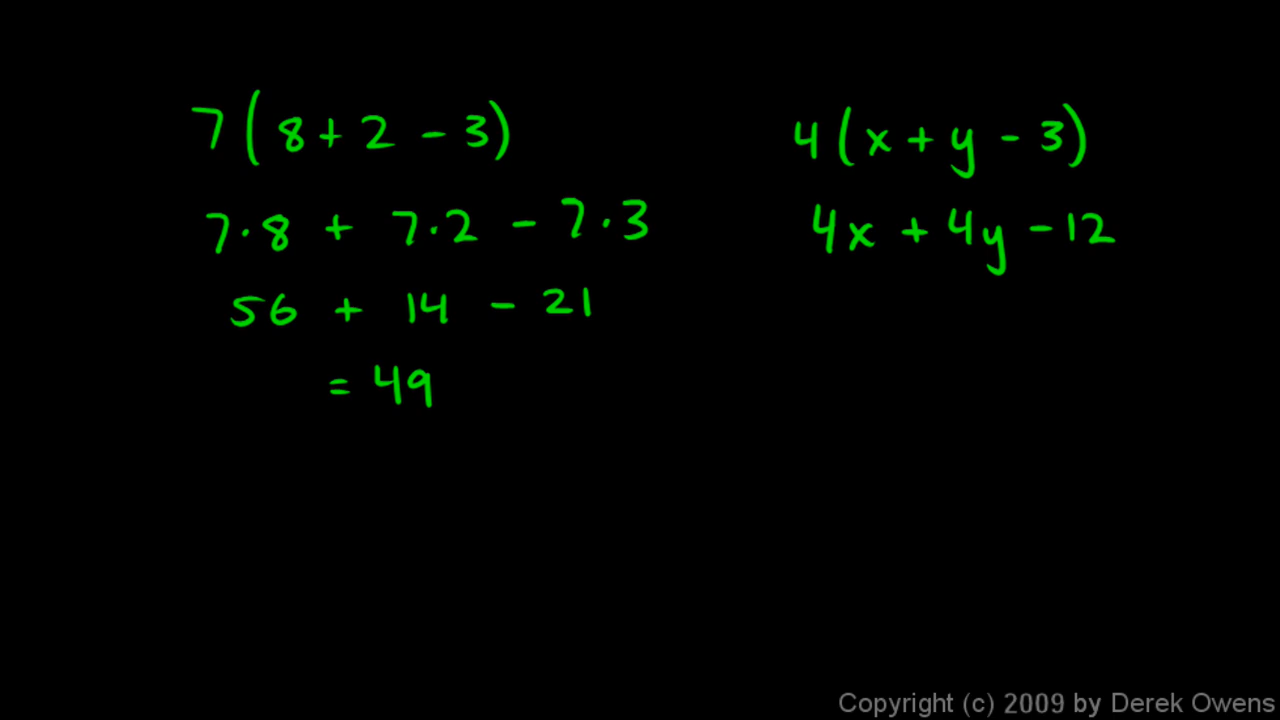 7(8+2-3)
7·8 + 7·2 - 7·3
56 + 14 - 21
= 49
4(x+y-3)
4x + 4y - 12
Copyright (c) 2009 by Derek Owens